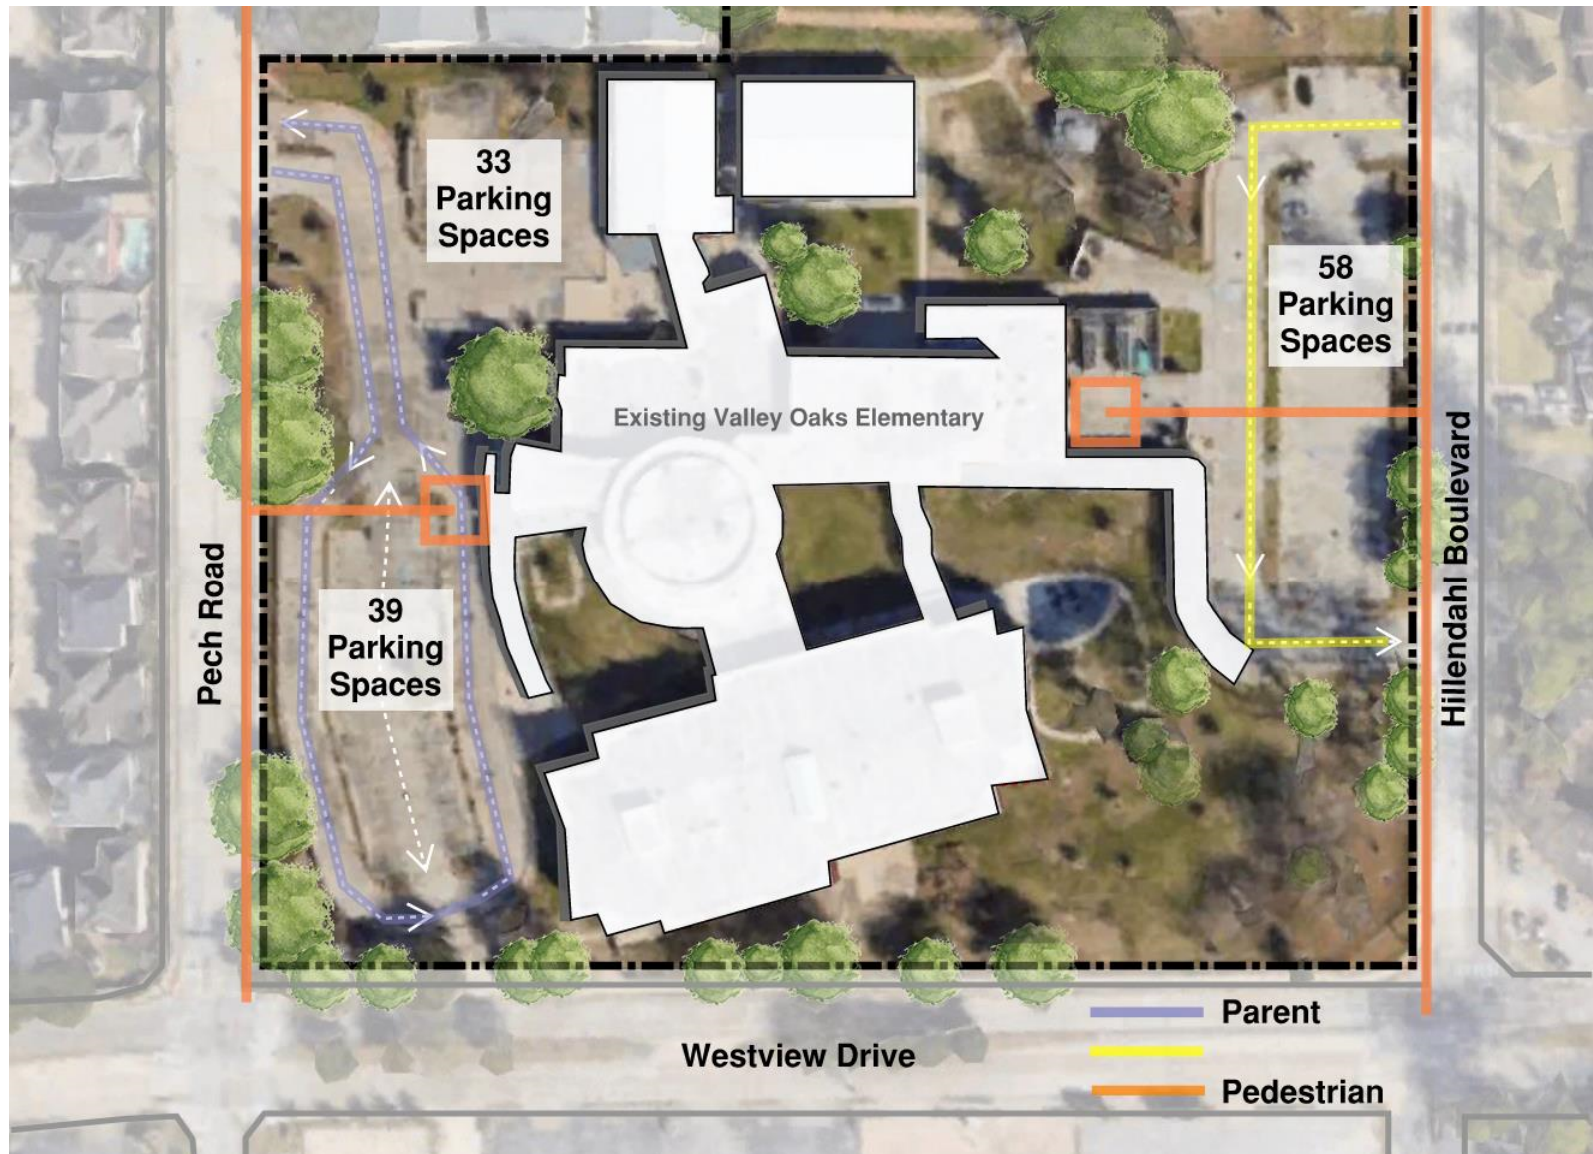 33
Parking
Spaces
58
Parking
Spaces
Existing Valley Oaks Elementary
39
Parking
Spaces
Pech Road
Hillendahl Boulevard
Westview Drive
Parent
Pedestrian